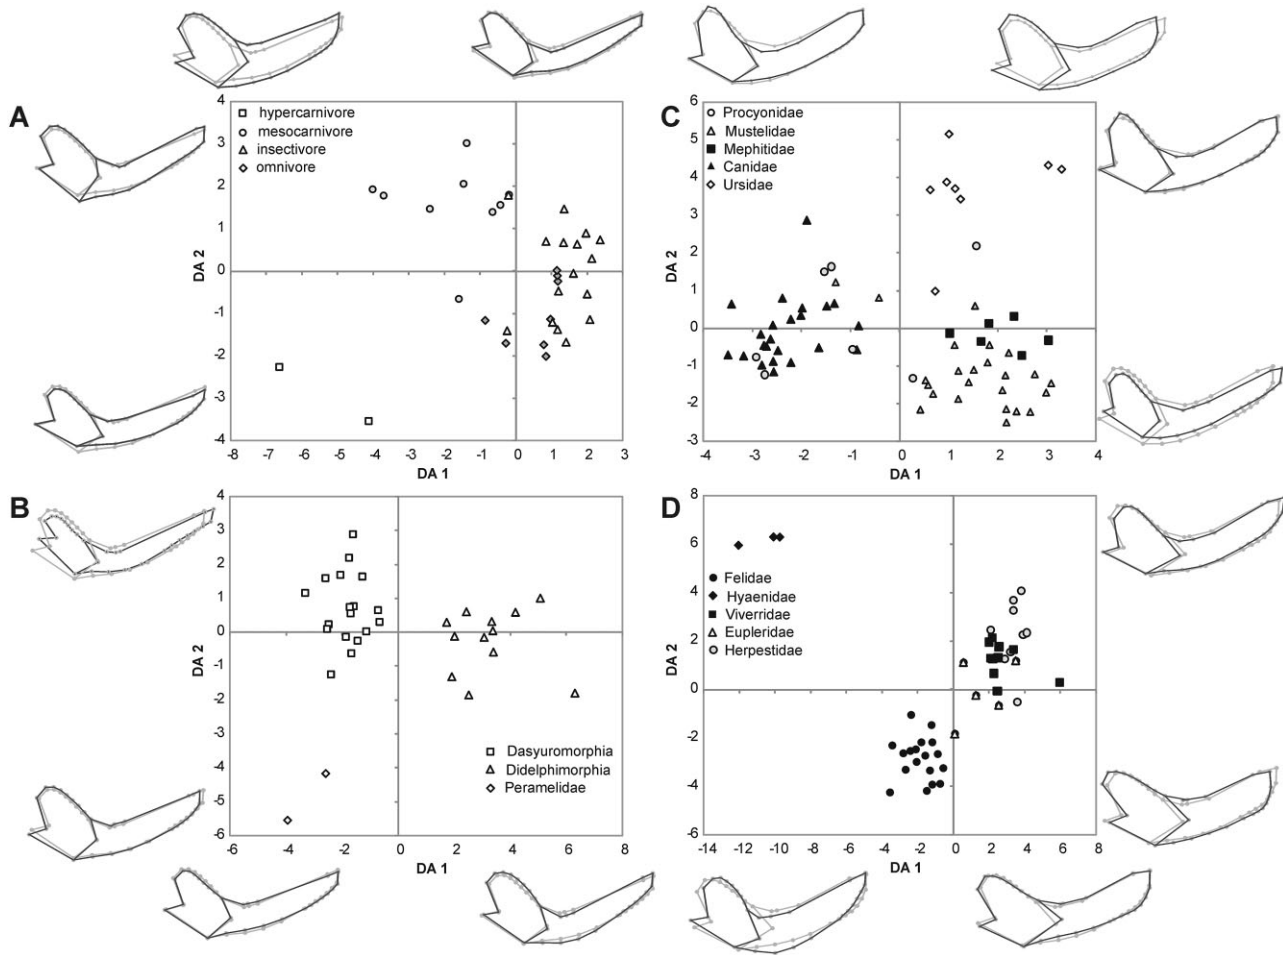 A
4
3
2
1
0
-1
-2
-3
-4
DA 2
hypercarnivore
mesocarnivore
insectivore
omnivore
-8 -7 -6 -5 -4 -3 -2 -1 0 1 2 3
DA 1
C
6
5
4
3
2
1
0
-1
-2
-3
DA 2
Procyonidae
Mustelidae
Mephitidae
Canidae
Ursidae
-4 -3 -2 -1 0 1 2 3 4
DA 1
B
4
3
2
1
0
-1
-2
-3
-4
-5
-6
DA 2
Dasyuromorphia
Didelphimorphia
Peramelidae
-6 -4 -2 0 2 4 6 8
DA 1
D
8
6
4
2
0
-2
-4
-6
DA 2
Felidae
Hyaenidae
Viverridae
Eupleridae
Herpestidae
-14 -12 -10 -8 -6 -4 -2 0 2 4 6 8
DA 1